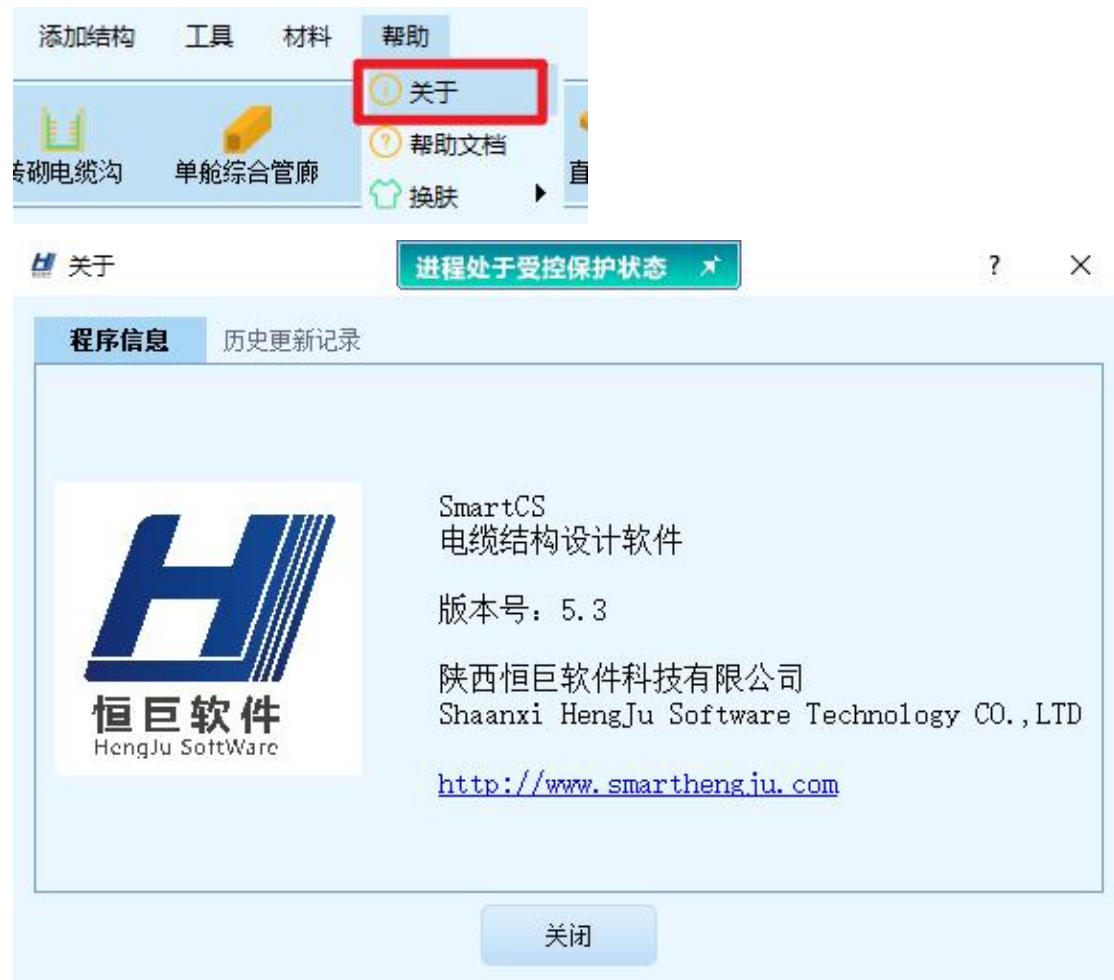 添加结构 工具 材料 帮助
关于
砌电缆沟 单舱综合管廊 帮助文档 直
换肤
关于 进程处于受控保护状态 ?
程序信息 历史更新记录
SmartCS
电缆结构设计软件
版本号：5.3
陕西恒巨软件科技有限公司
Shaanxi HengJu Software Technology CO.,LTD
http://www.smarthengju.com
恒巨软件
HengJu SoftWare
关闭